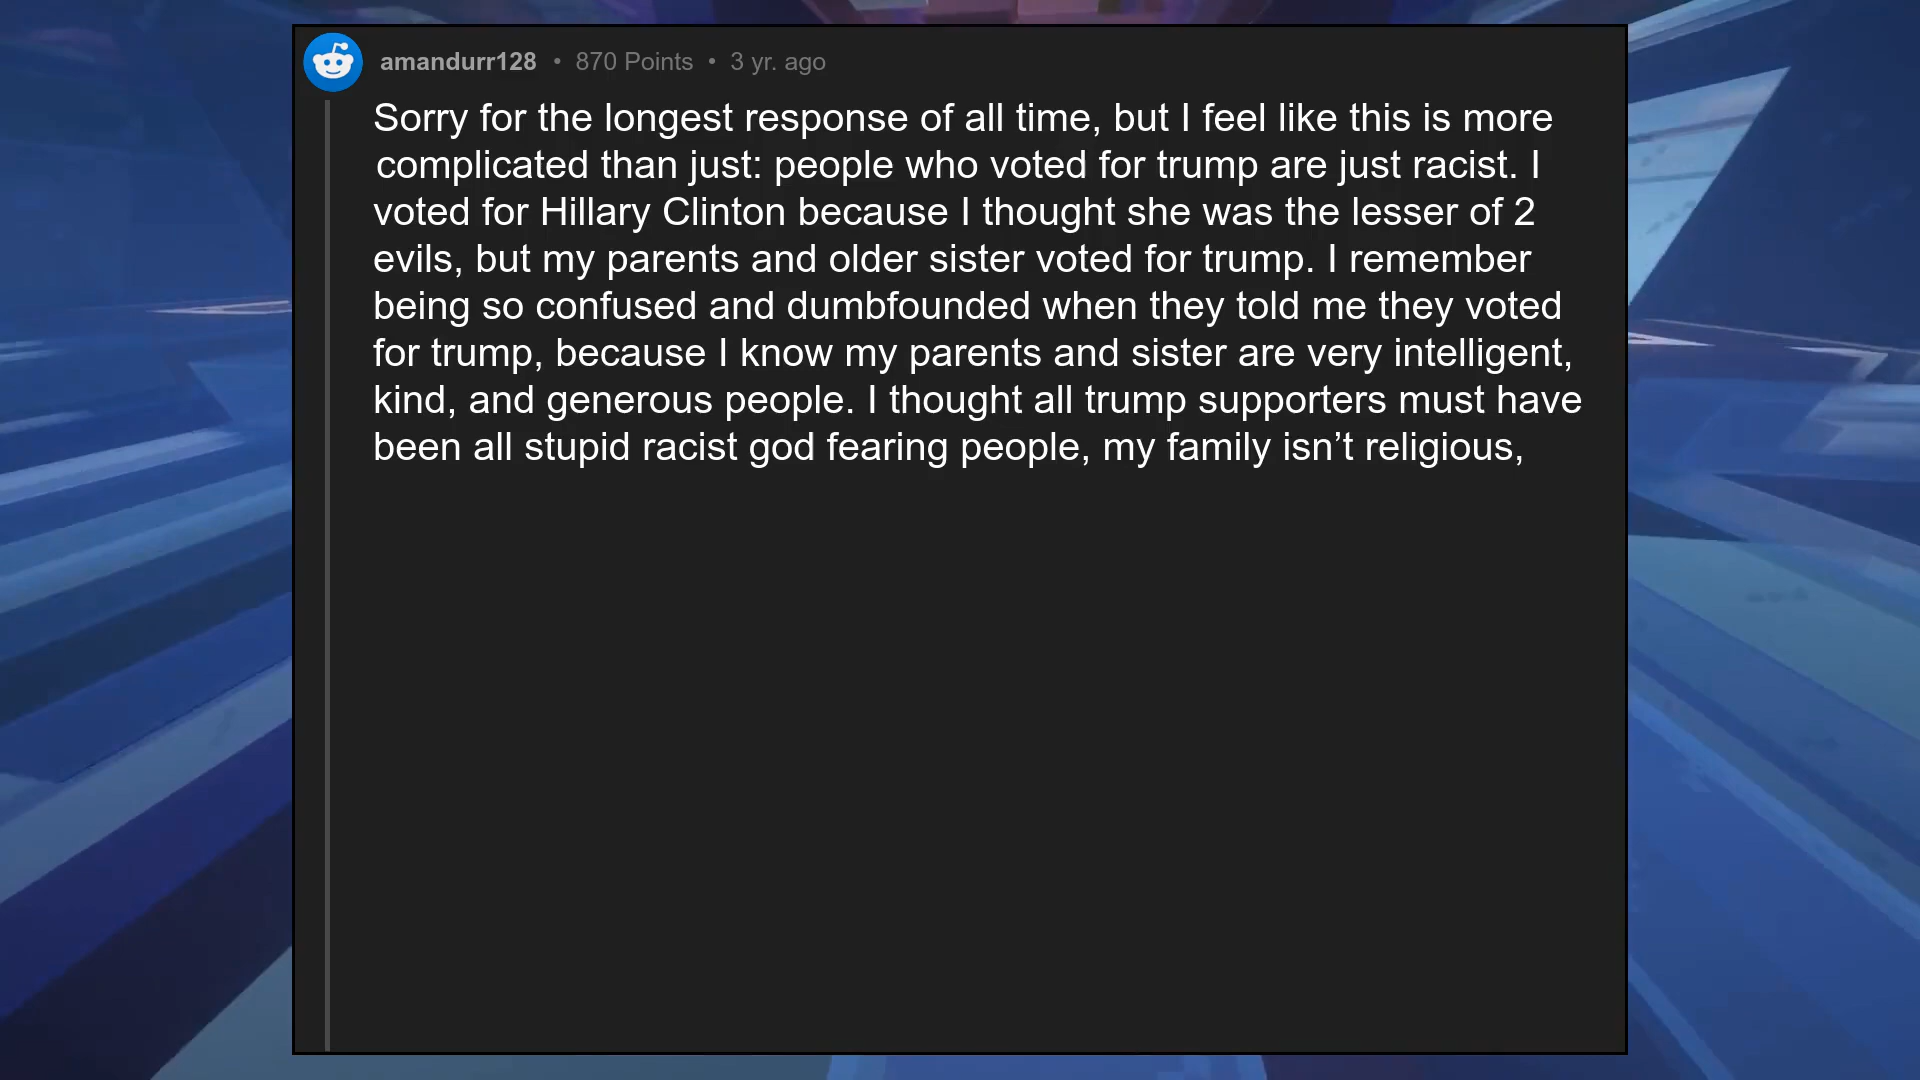 amandurr128 • 870 Points • 3 yr. ago
Sorry for the longest response of all time, but I feel like this is more
complicated than just: people who voted for trump are just racist. I
voted for Hillary Clinton because I thought she was the lesser of 2
evils, but my parents and older sister voted for trump. I remember
being so confused and dumbfounded when they told me they voted
for trump, because I know my parents and sister are very intelligent,
kind, and generous people. I thought all trump supporters must have
been all stupid racist god fearing people, my family isn’t religious,